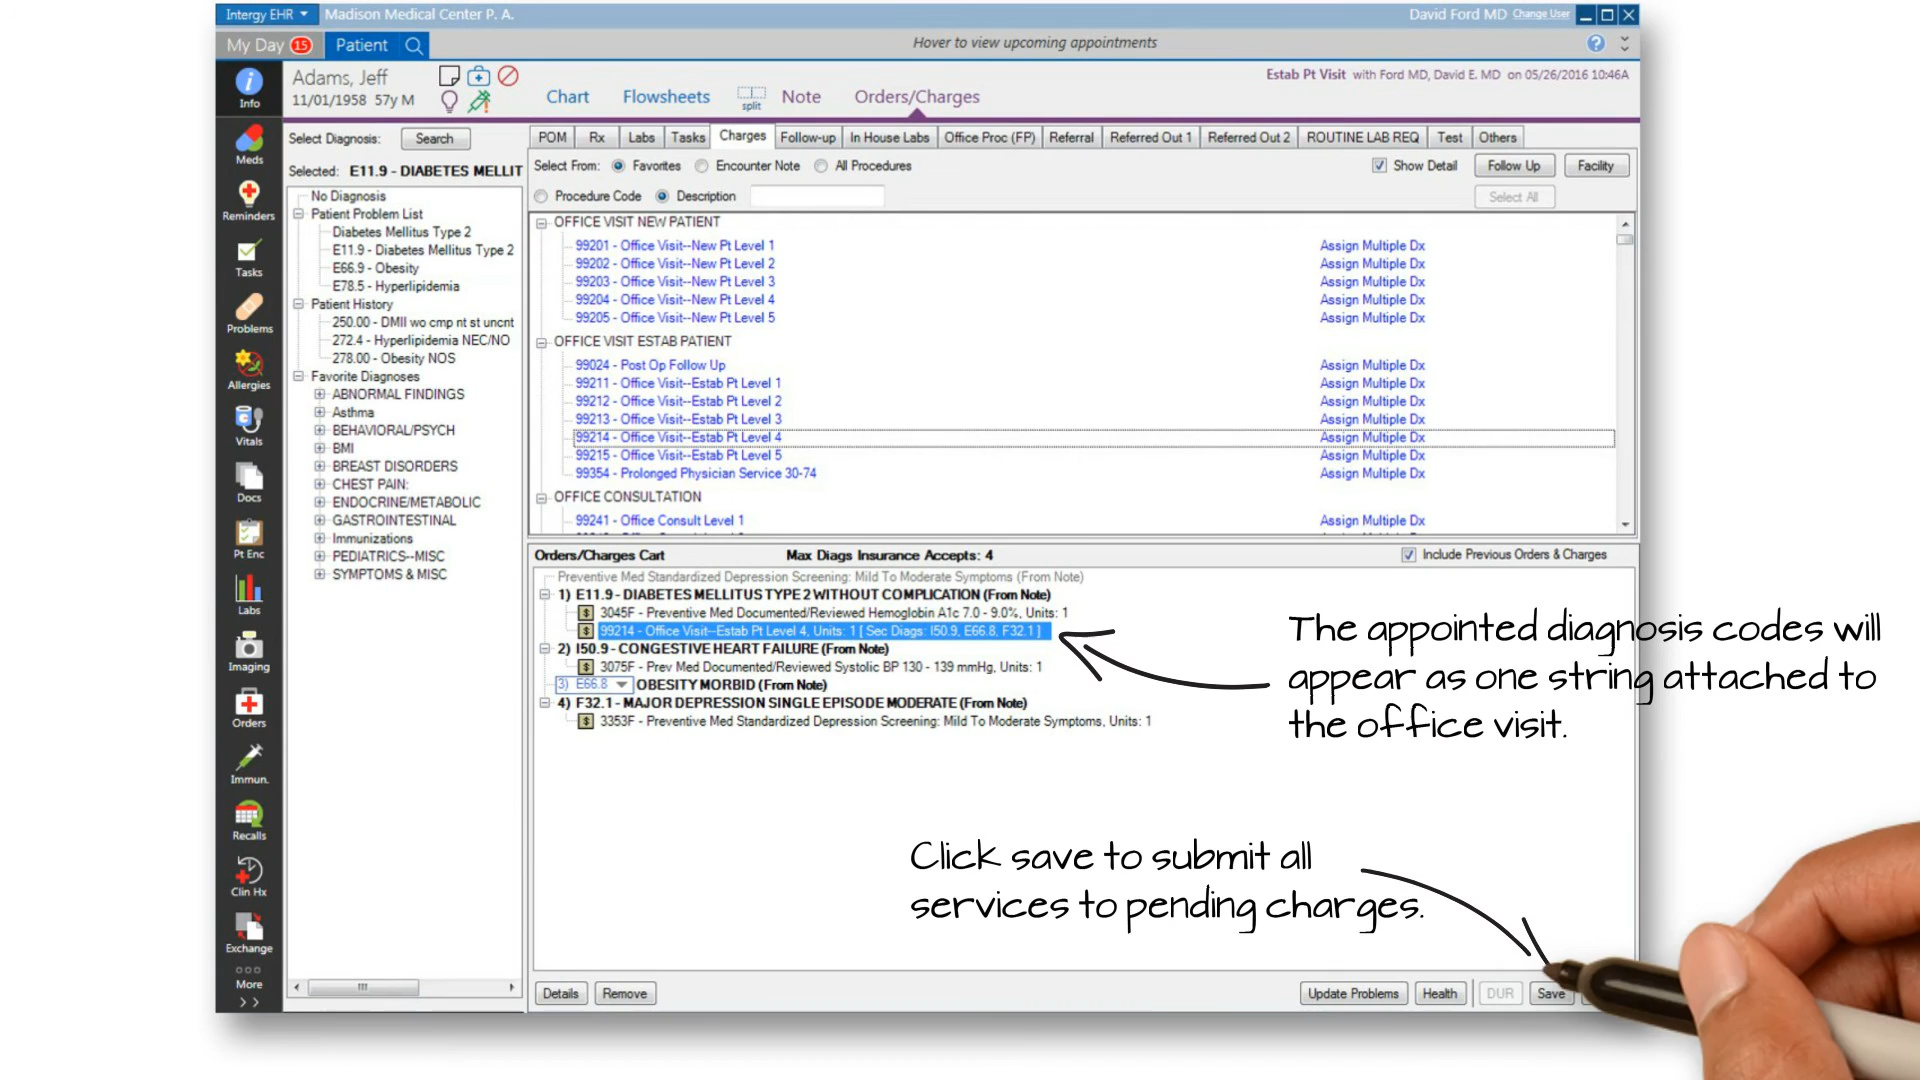 Intergy EHR Madison Medical Center P. A. David Ford MD Change User
My Day 15 Patient Hover to view upcoming appointments
Adams, Jeff
11/01/1958 57y M
Estab Pt Visit with Ford MD, David E. MD on 05/26/2016 10:46A
Chart Flowsheets split Note Orders/Charges
Info
Meds
Reminders
Tasks
Problems
Allergies
Vitals
Docs
Pt Enc
Labs
Imaging
Orders
Immun.
Recalls
Clin Hx
Exchange
More
Select Diagnosis: Search
Selected: E11.9 - DIABETES MELLIT
No Diagnosis
Patient Problem List
Diabetes Mellitus Type 2
E11.9 - Diabetes Mellitus Type 2
E66.9 - Obesity
E78.5 - Hyperlipidemia
Patient History
250.00 - DMII wo cmp nt st uncnt
272.4 - Hyperlipidemia NEC/NO
278.00 - Obesity NOS
Favorite Diagnoses
ABNORMAL FINDINGS
Asthma
BEHAVIORAL/PSYCH
BMI
BREAST DISORDERS
CHEST PAIN:
ENDOCRINE/METABOLIC
GASTROINTESTINAL
Immunizations
PEDIATRICS--MISC
SYMPTOMS & MISC
POM Rx Labs Tasks Charges Follow-up In House Labs Office Proc (FP) Referral Referred Out 1 Referred Out 2 ROUTINE LAB REQ Test Others
Select From: Favorites Encounter Note All Procedures Show Detail Follow Up Facility
Procedure Code Description Select All
OFFICE VISIT NEW PATIENT
99201 - Office Visit--New Pt Level 1 Assign Multiple Dx
99202 - Office Visit--New Pt Level 2 Assign Multiple Dx
99203 - Office Visit--New Pt Level 3 Assign Multiple Dx
99204 - Office Visit--New Pt Level 4 Assign Multiple Dx
99205 - Office Visit--New Pt Level 5 Assign Multiple Dx
OFFICE VISIT ESTAB PATIENT
99024 - Post Op Follow Up Assign Multiple Dx
99211 - Office Visit--Estab Pt Level 1 Assign Multiple Dx
99212 - Office Visit--Estab Pt Level 2 Assign Multiple Dx
99213 - Office Visit--Estab Pt Level 3 Assign Multiple Dx
99214 - Office Visit--Estab Pt Level 4 Assign Multiple Dx
99215 - Office Visit--Estab Pt Level 5 Assign Multiple Dx
99354 - Prolonged Physician Service 30-74 Assign Multiple Dx
OFFICE CONSULTATION
99241 - Office Consult Level 1 Assign Multiple Dx
Orders/Charges Cart Max Diags Insurance Accepts: 4 Include Previous Orders & Charges
Preventive Med Standardized Depression Screening: Mild To Moderate Symptoms (From Note)
1) E11.9 - DIABETES MELLITUS TYPE 2 WITHOUT COMPLICATION (From Note)
$ 3045F - Preventive Med Documented/Reviewed Hemoglobin A1c 7.0 - 9.0%, Units: 1
$ 99214 - Office Visit--Estab Pt Level 4, Units: 1 [ Sec Diags: I50.9, E66.8, F32.1 ]
2) I50.9 - CONGESTIVE HEART FAILURE (From Note)
$ 3075F - Prev Med Documented/Reviewed Systolic BP 130 - 139 mmHg, Units: 1
3) E66.8 OBESITY MORBID (From Note)
4) F32.1 - MAJOR DEPRESSION SINGLE EPISODE MODERATE (From Note)
$ 3353F - Preventive Med Standardized Depression Screening: Mild To Moderate Symptoms, Units: 1
The appointed diagnosis codes will
appear as one string attached to
the office visit.
Click save to submit all
services to pending charges.
Details Remove Update Problems Health DUR Save